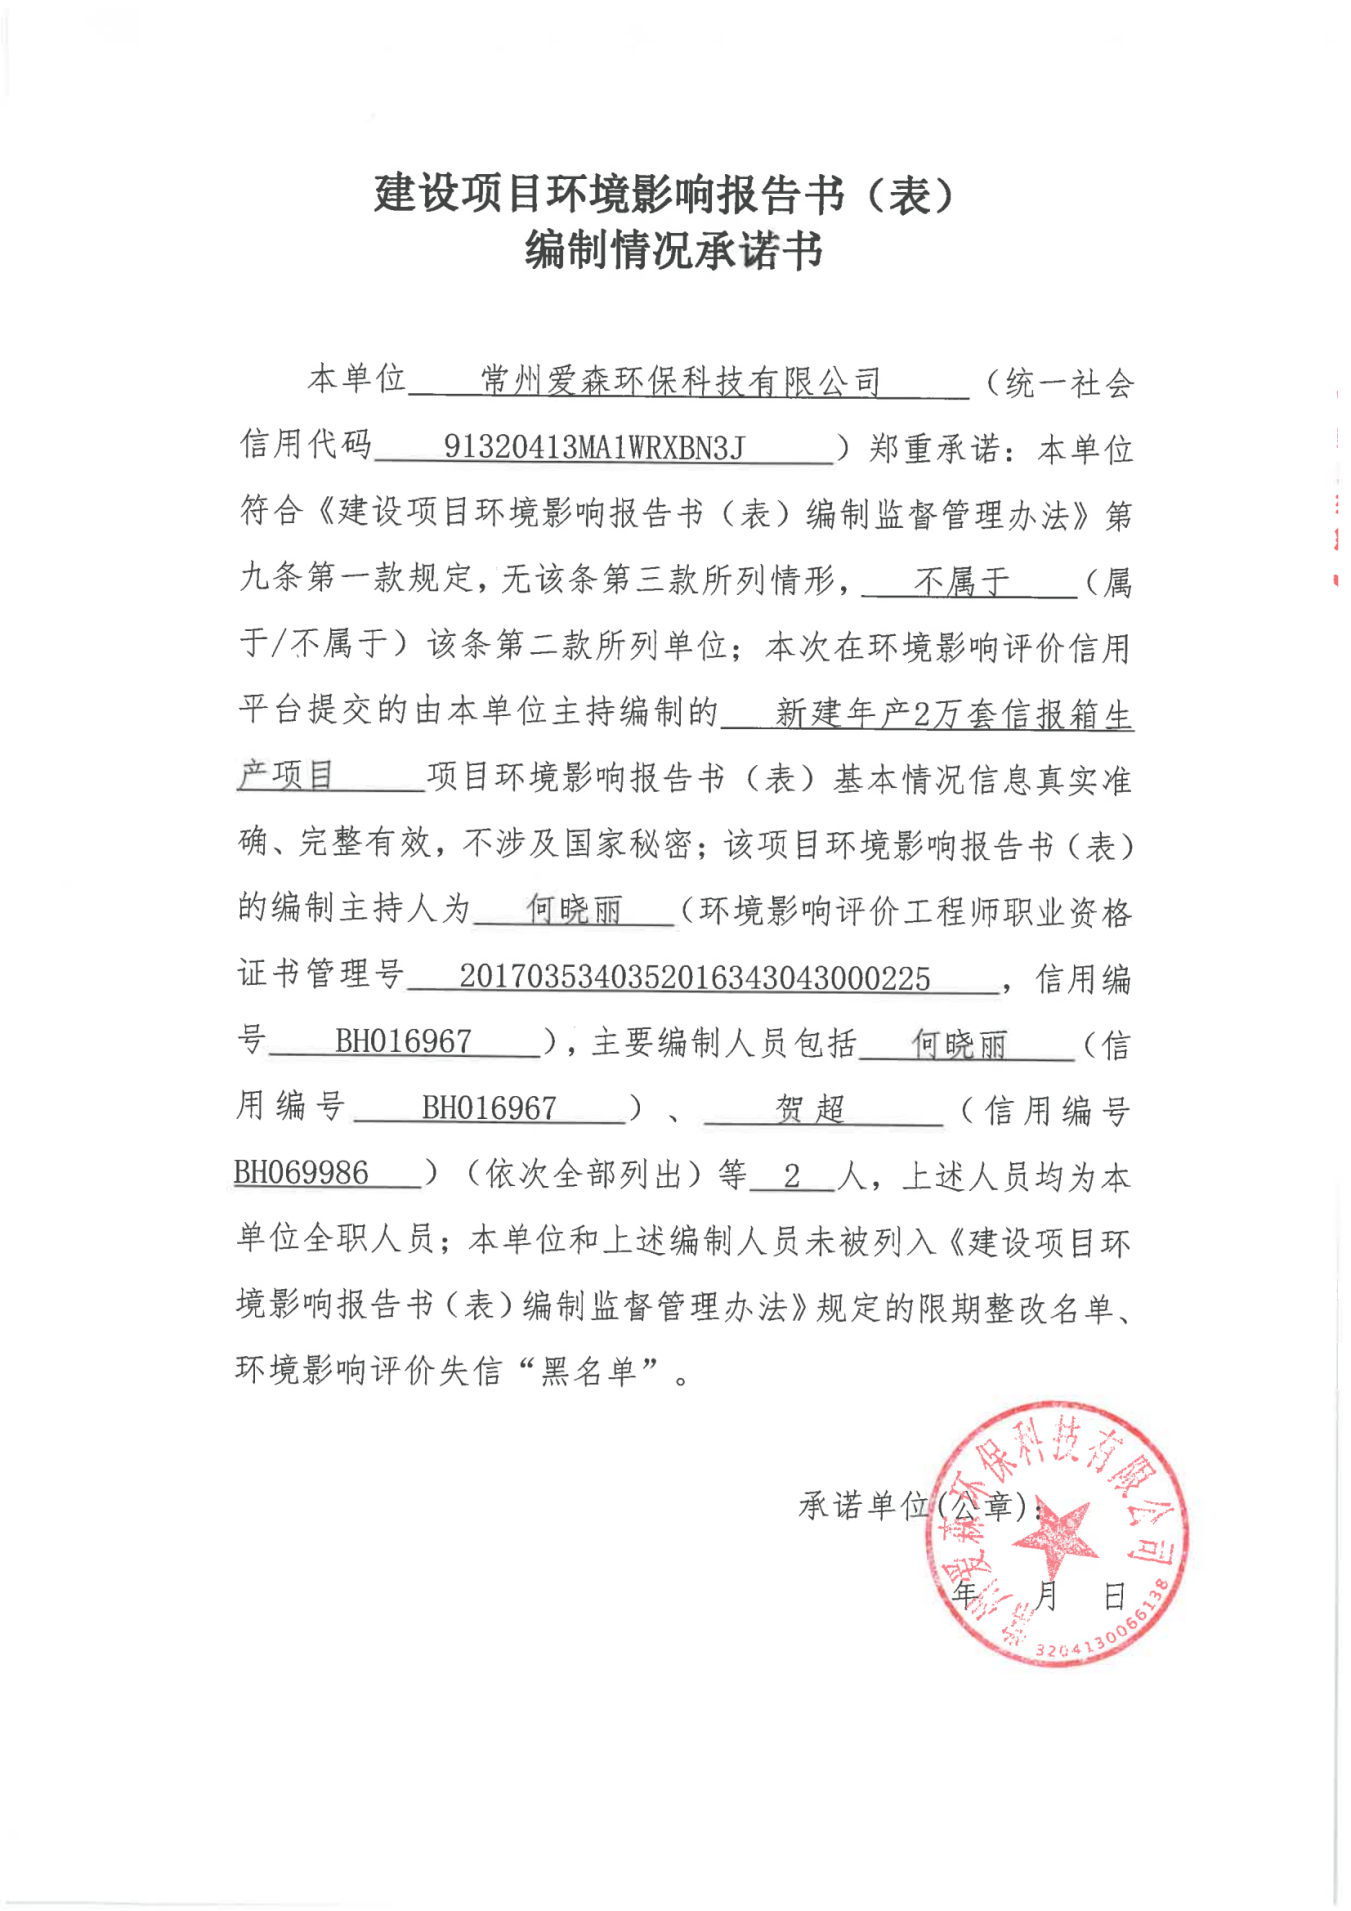 建设项目环境影响报告书（表）
编制情况承诺书
本单位 常州爱森环保科技有限公司 （统一社会
信用代码 91320413MA1WRXBN3J ）郑重承诺：本单位
符合《建设项目环境影响报告书（表）编制监督管理办法》第
九条第一款规定，无该条第三款所列情形， 不属于 （属
于/不属于）该条第二款所列单位；本次在环境影响评价信用
平台提交的由本单位主持编制的 新建年产2万套信报箱生
产项目 项目环境影响报告书（表）基本情况信息真实准
确、完整有效，不涉及国家秘密；该项目环境影响报告书（表）
的编制主持人为 何晓丽 （环境影响评价工程师职业资格
证书管理号 2017035340352016343043000225 ，信用编
号 BH016967 ），主要编制人员包括 何晓丽 （信
用编号 BH016967 ）、 贺超 （信用编号
BH069986 ）（依次全部列出）等 2 人，上述人员均为本
单位全职人员；本单位和上述编制人员未被列入《建设项目环
境影响报告书（表）编制监督管理办法》规定的限期整改名单、
环境影响评价失信“黑名单”。
承诺单位(公章)：
年 月 日
常州爱森环保科技有限公司
3204130066138